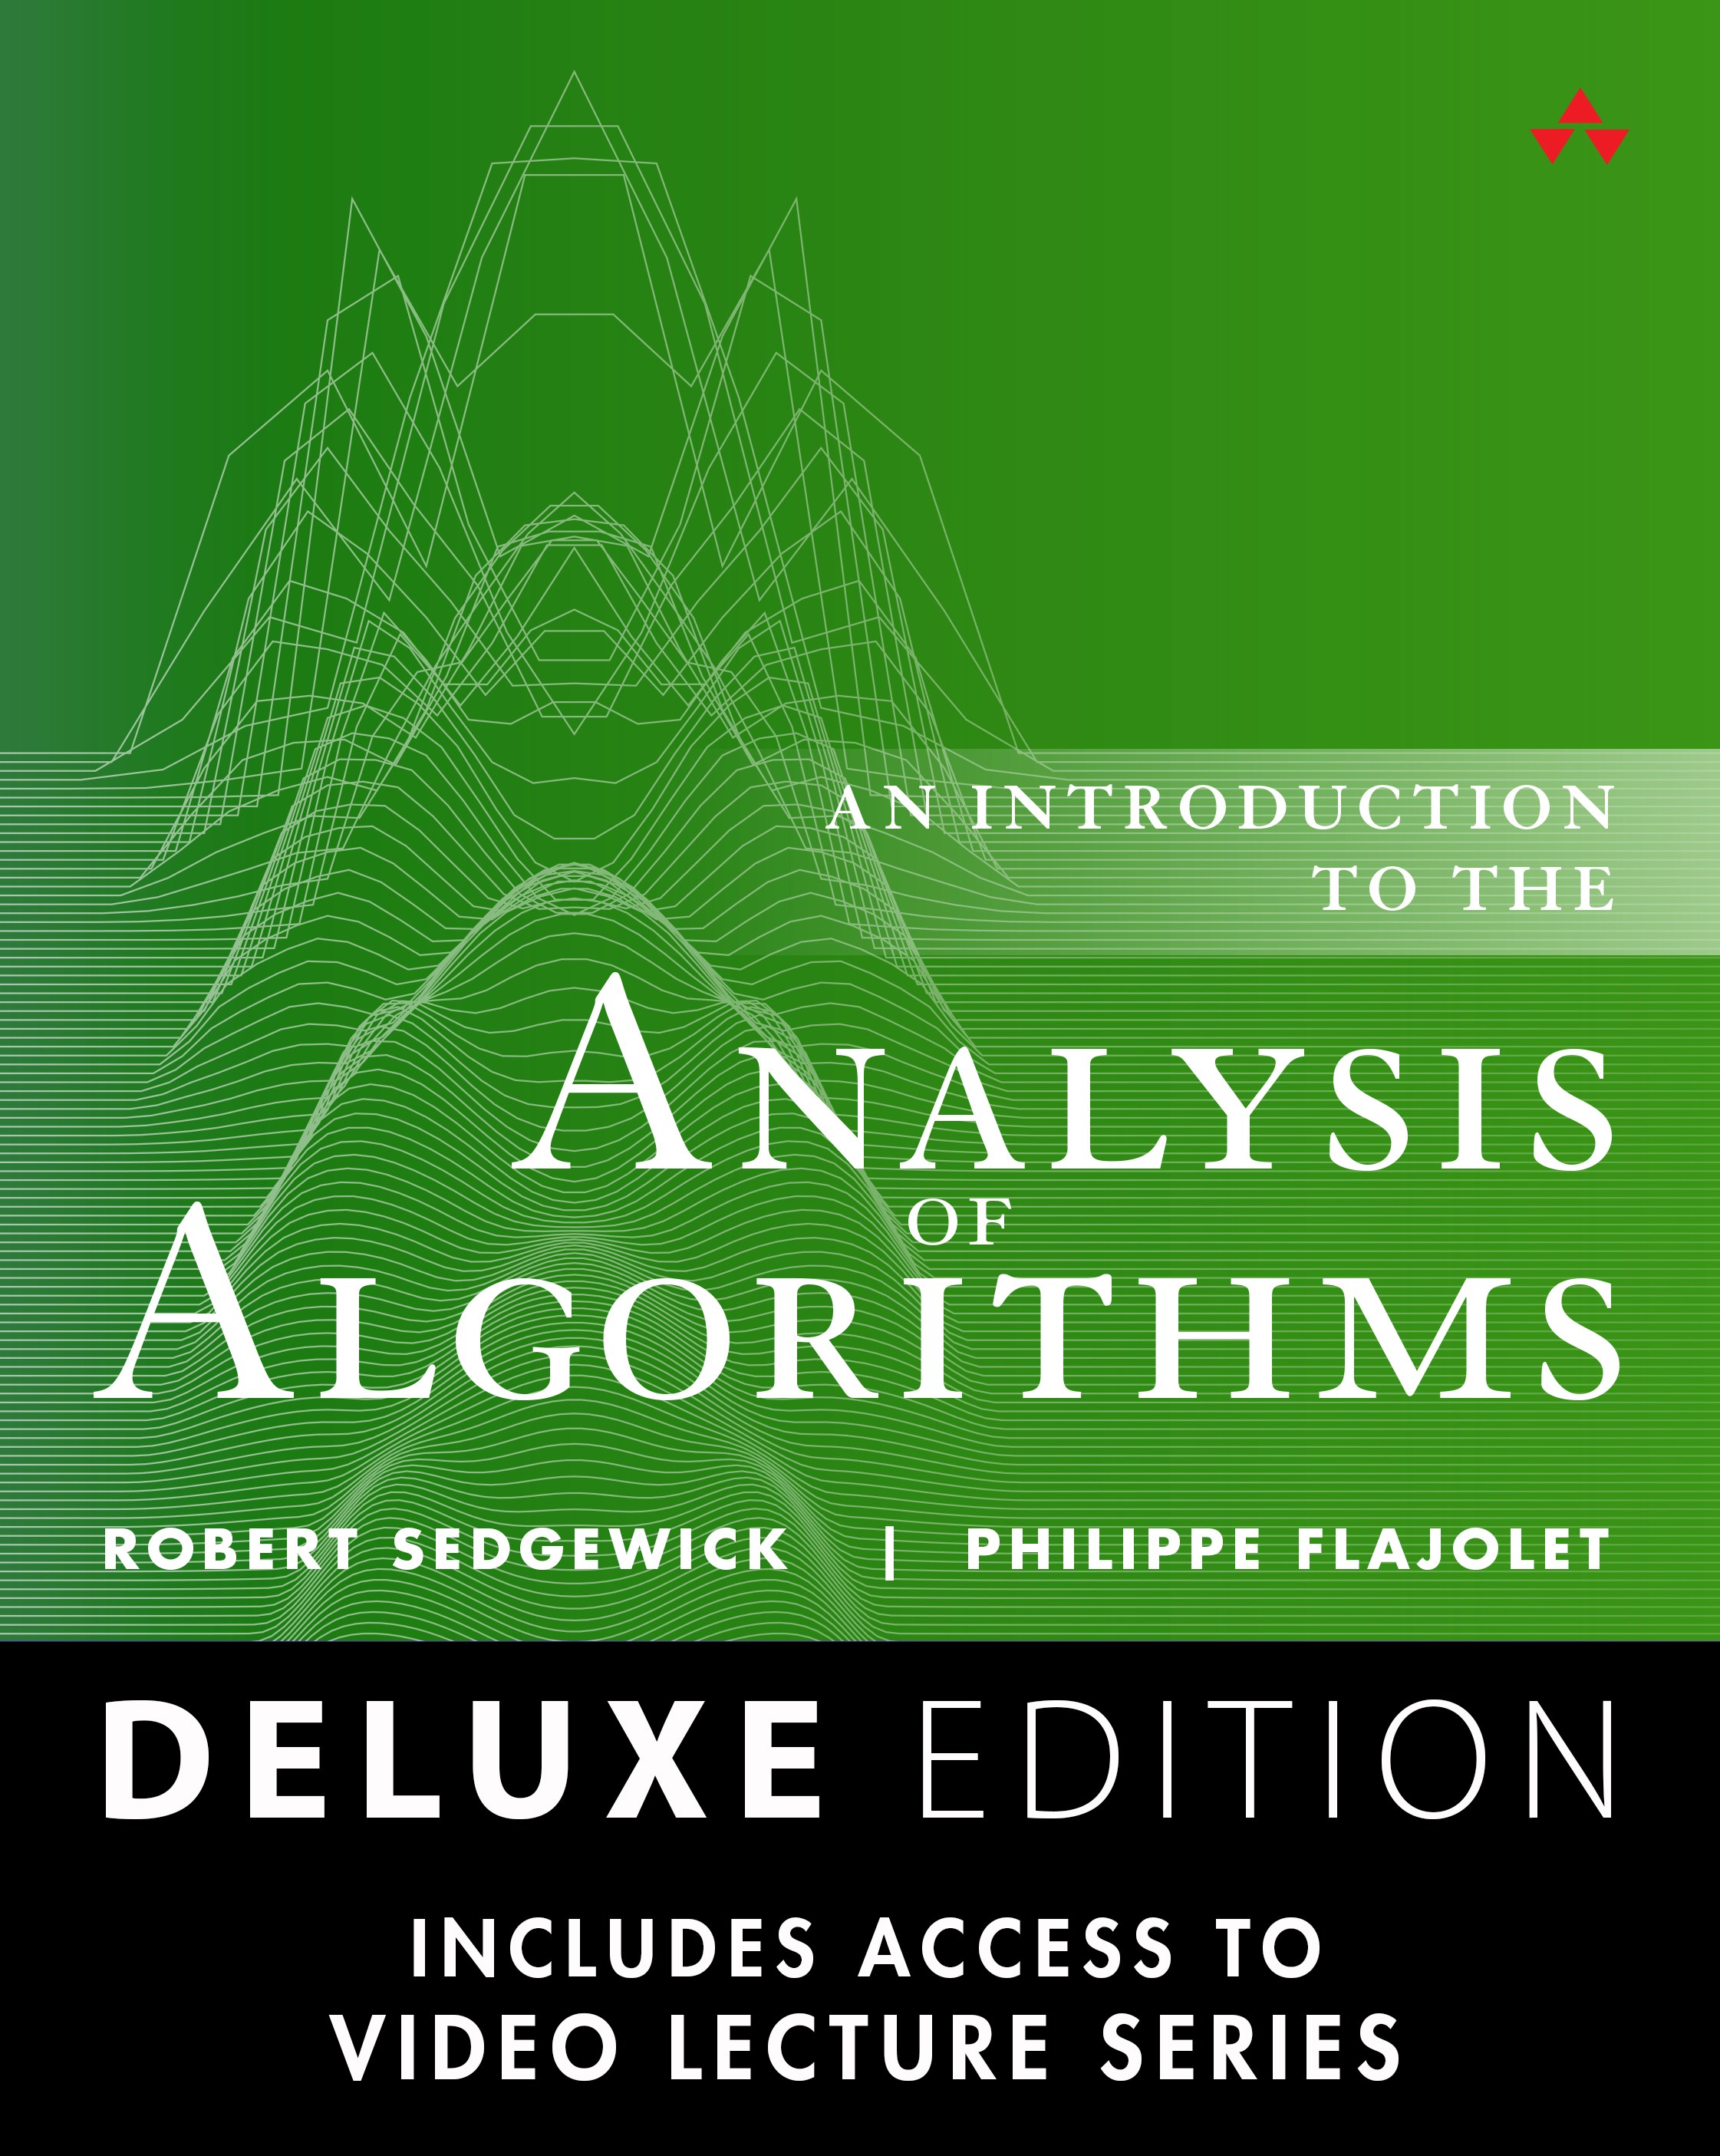 AN INTRODUCTION
TO THE
ANALYSIS
OF
ALGORITHMS
ROBERT SEDGEWICK | PHILIPPE FLAJOLET
DELUXE EDITION
INCLUDES ACCESS TO
VIDEO LECTURE SERIES